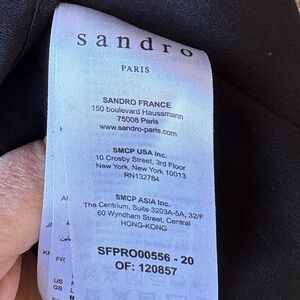 sandro
PARIS
SANDRO FRANCE
150 boulevard Haussmann
75008 Paris
www.sandro-paris.com
SMCP USA Inc.
10 Crosby Street, 3rd Floor
New York, New York 10013
RN132784
SMCP ASIA Inc.
The Centrium, Suite 3203A-5A, 32/F
60 Wyndham Street, Central
HONG-KONG
SFPRO00556 - 20
OF: 120857